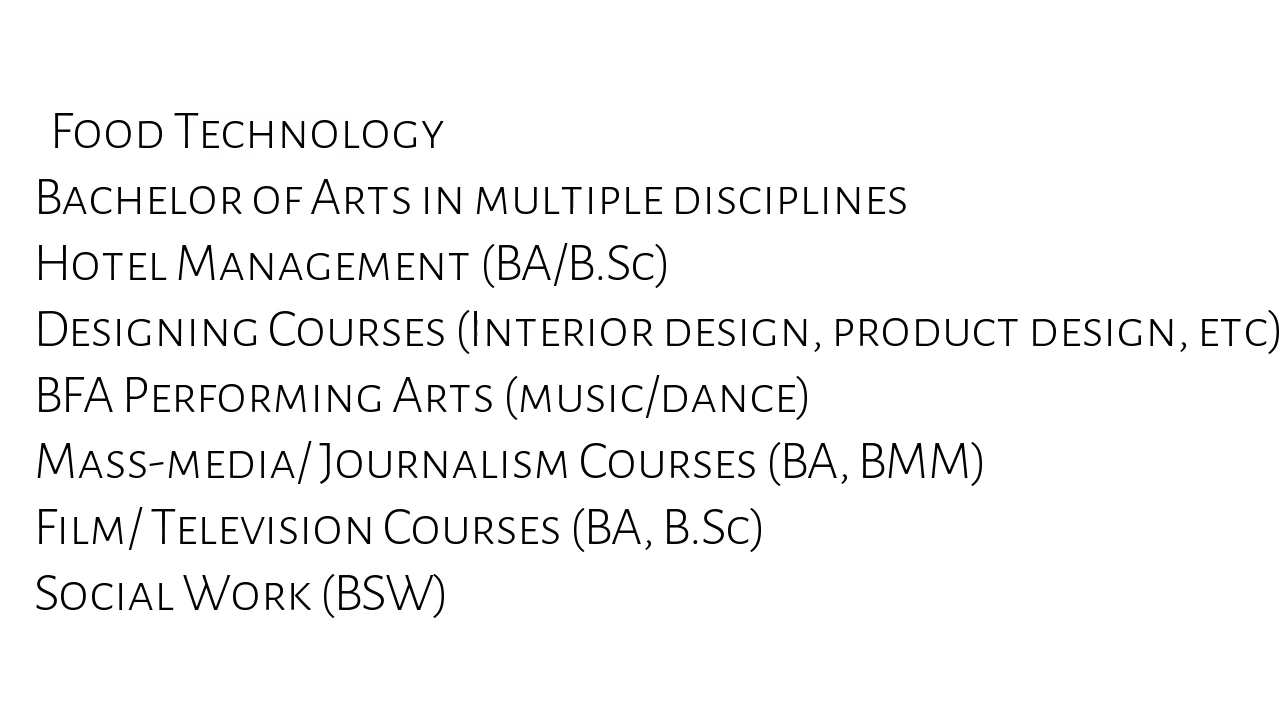 Food Technology
Bachelor of Arts in multiple disciplines
Hotel Management (BA/B.Sc)
Designing Courses (Interior design, product design, etc)
BFA Performing Arts (music/dance)
Mass-media/ Journalism Courses (BA, BMM)
Film/ Television Courses (BA, B.Sc)
Social Work (BSW)